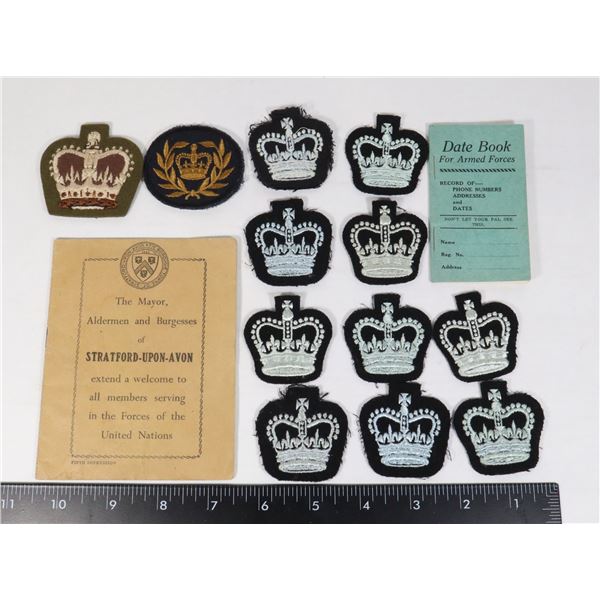 Date Book
For Armed Forces
RECORD OF—
PHONE NUMBERS
ADDRESSES
and
DATES
DON'T LET YOUR PAL SEE
THIS.
Name
Reg. No.
Address
The Mayor,
Aldermen and Burgesses
of
STRATFORD-UPON-AVON
extend a welcome to
all members serving
in the Forces of the
United Nations
FIFTH IMPRESSION
11 10 9 8 7 6 5 4 3 2 1